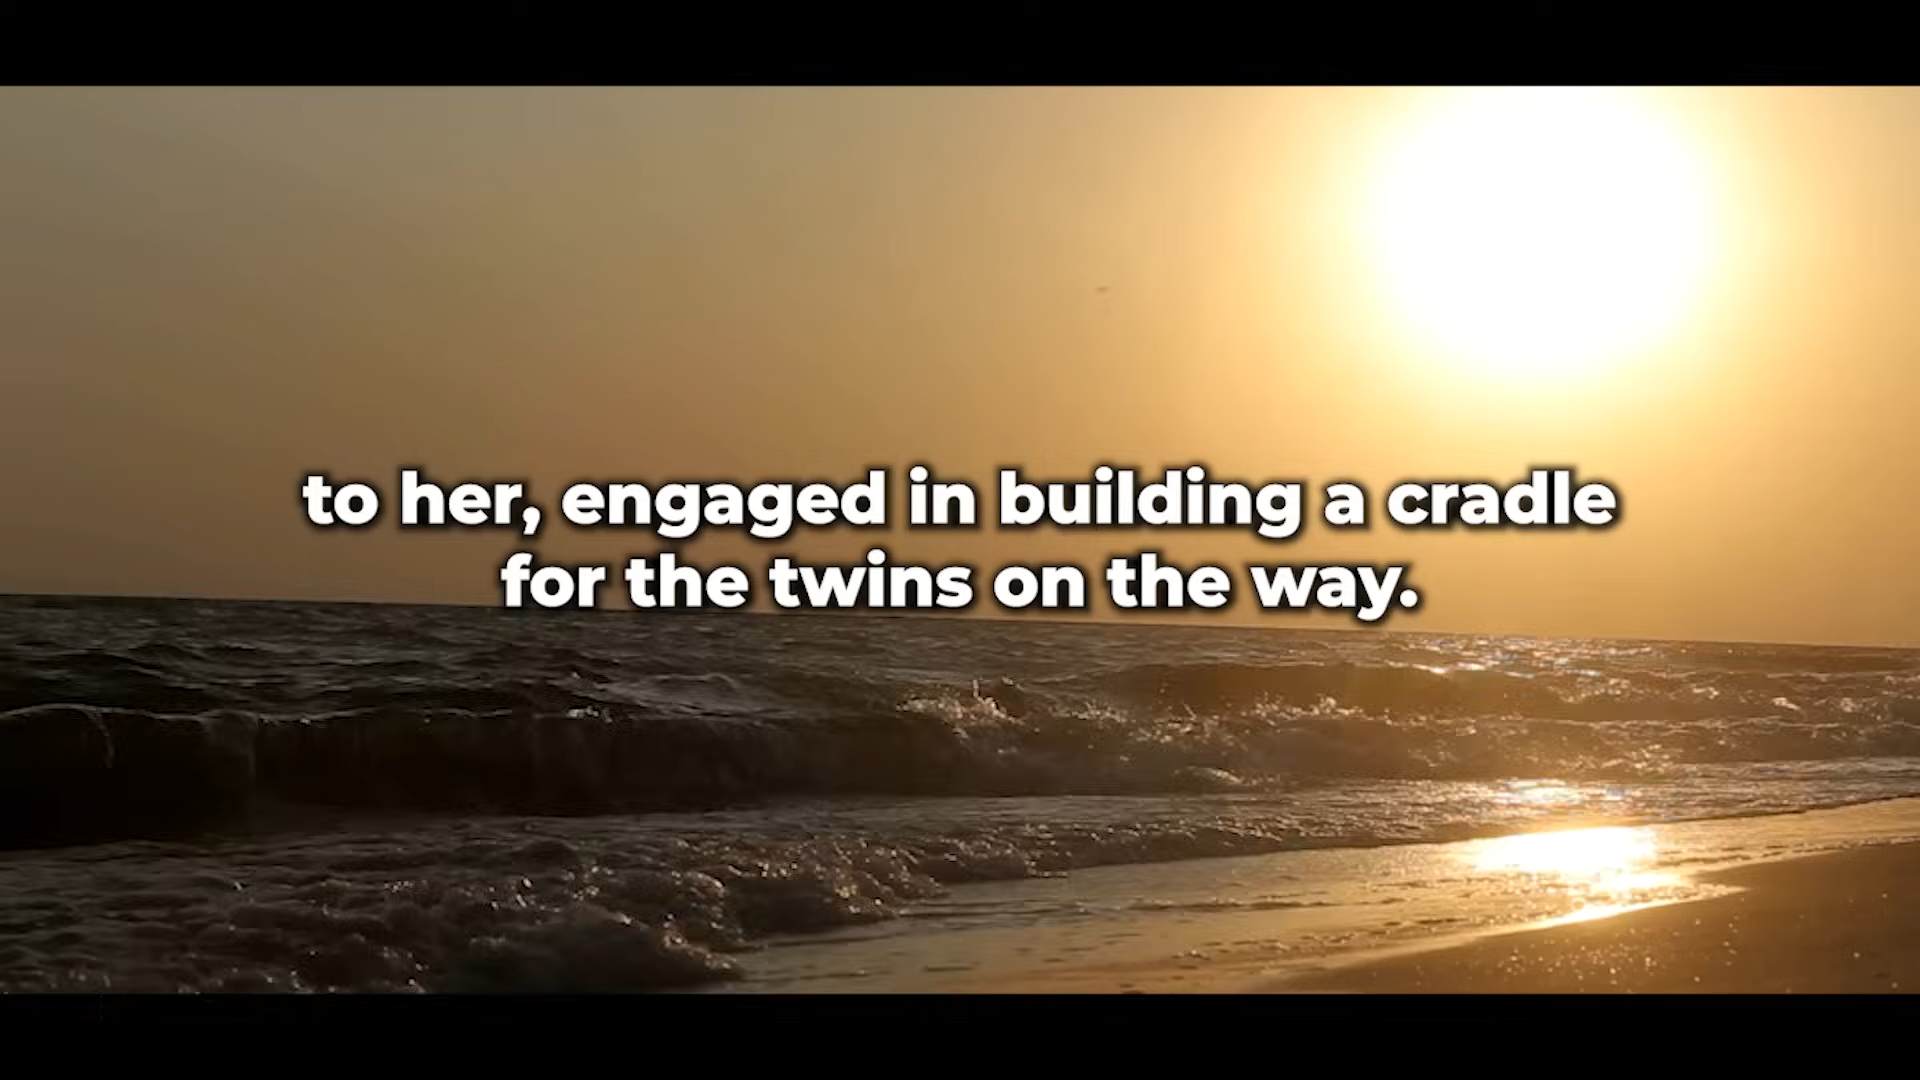 to her, engaged in building a cradle
for the twins on the way.